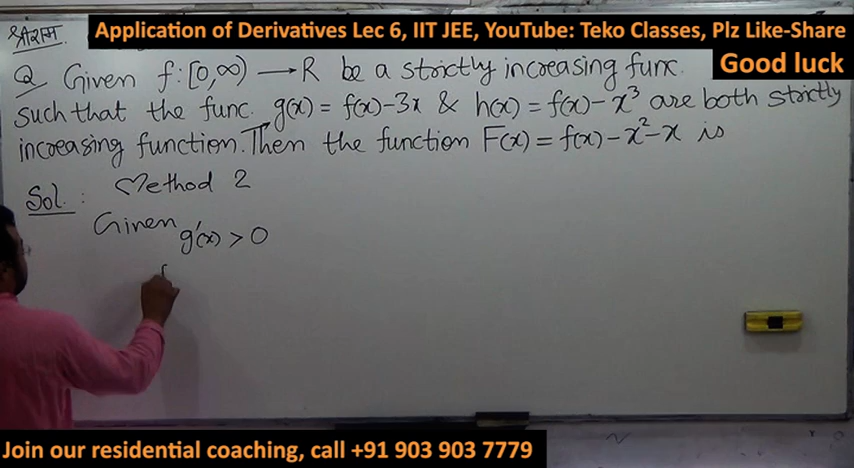 श्रीराम
Application of Derivatives Lec 6, IIT JEE, YouTube: Teko Classes, Plz Like-Share
Good luck
Q Given f:[0,∞) → R be a strictly increasing func.
such that the func. g(x) = f(x)-3x & h(x) = f(x)-x³ are both strictly
increasing function. Then the function F(x) = f(x)-x²-x is
Sol. : Method 2
Given g'(x) > 0
f
Join our residential coaching, call +91 903 903 7779